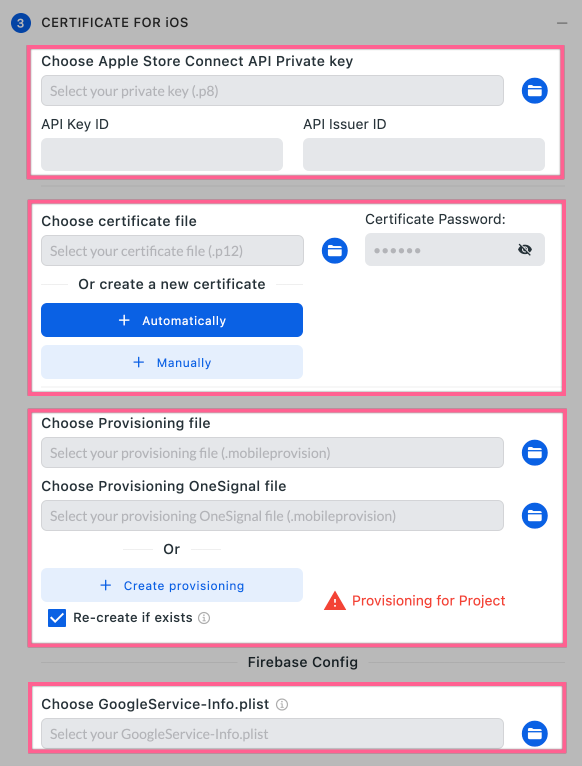 3 CERTIFICATE FOR iOS
Choose Apple Store Connect API Private key
Select your private key (.p8)
API Key ID API Issuer ID
Choose certificate file Certificate Password:
Select your certificate file (.p12)
Or create a new certificate
+ Automatically
+ Manually
Choose Provisioning file
Select your provisioning file (.mobileprovision)
Choose Provisioning OneSignal file
Select your provisioning OneSignal file (.mobileprovision)
Or
+ Create provisioning
Provisioning for Project
Re-create if exists
Firebase Config
Choose GoogleService-Info.plist
Select your GoogleService-Info.plist